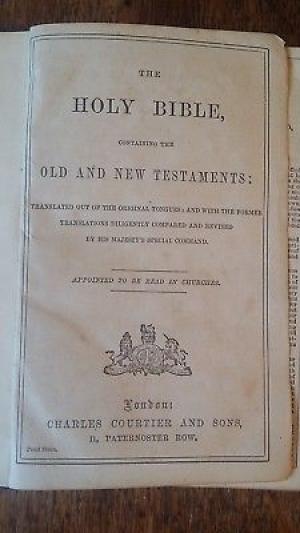 THE
HOLY BIBLE,
CONTAINING THE
OLD AND NEW TESTAMENTS:
TRANSLATED OUT OF THE ORIGINAL TONGUES; AND WITH THE FORMER
TRANSLATIONS DILIGENTLY COMPARED AND REVISED
BY HIS MAJESTY'S SPECIAL COMMAND.
APPOINTED TO BE READ IN CHURCHES.
London:
CHARLES COURTIER AND SONS,
PATERNOSTER ROW.